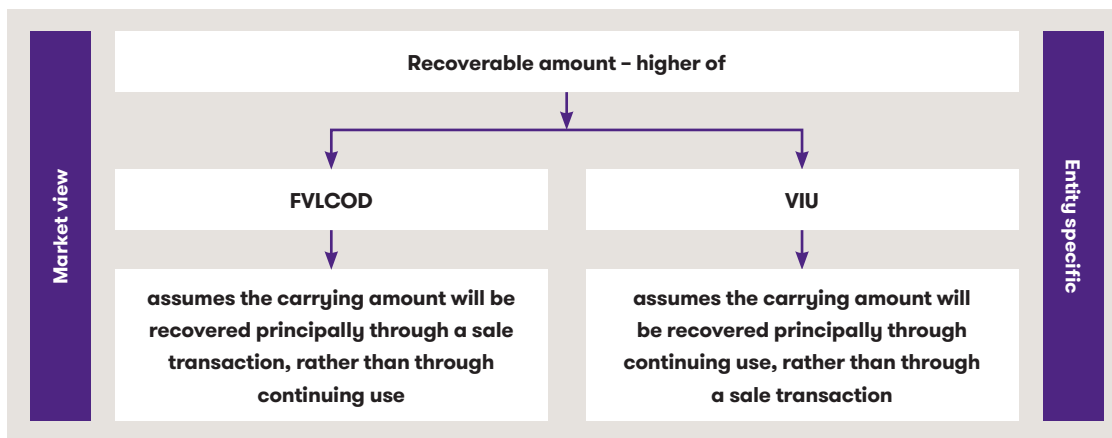 Recoverable amount – higher of
Market view
FVLCOD
VIU
Entity specific
assumes the carrying amount will be
recovered principally through a sale
transaction, rather than through
continuing use
assumes the carrying amount will
be recovered principally through
continuing use, rather than through
a sale transaction